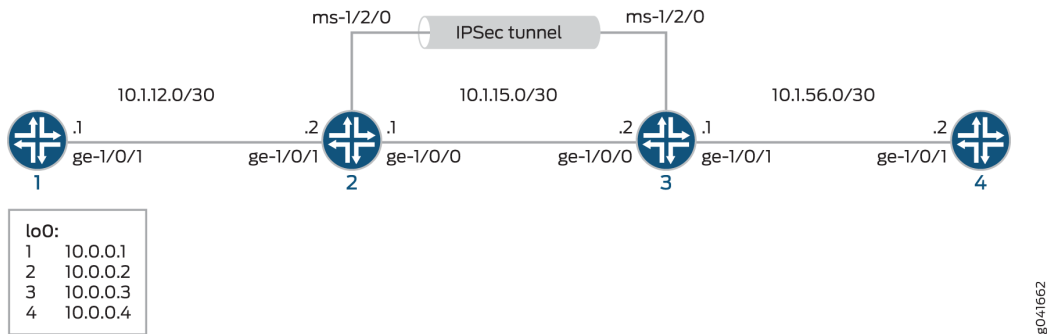 ms-1/2/0 IPSec tunnel ms-1/2/0
10.1.12.0/30 10.1.15.0/30 10.1.56.0/30
.1 .2 .1 .2 .1 .2
ge-1/0/1 ge-1/0/1 ge-1/0/0 ge-1/0/0 ge-1/0/1 ge-1/0/1
1 2 3 4
lo0:
1 10.0.0.1
2 10.0.0.2
3 10.0.0.3
4 10.0.0.4
g041662